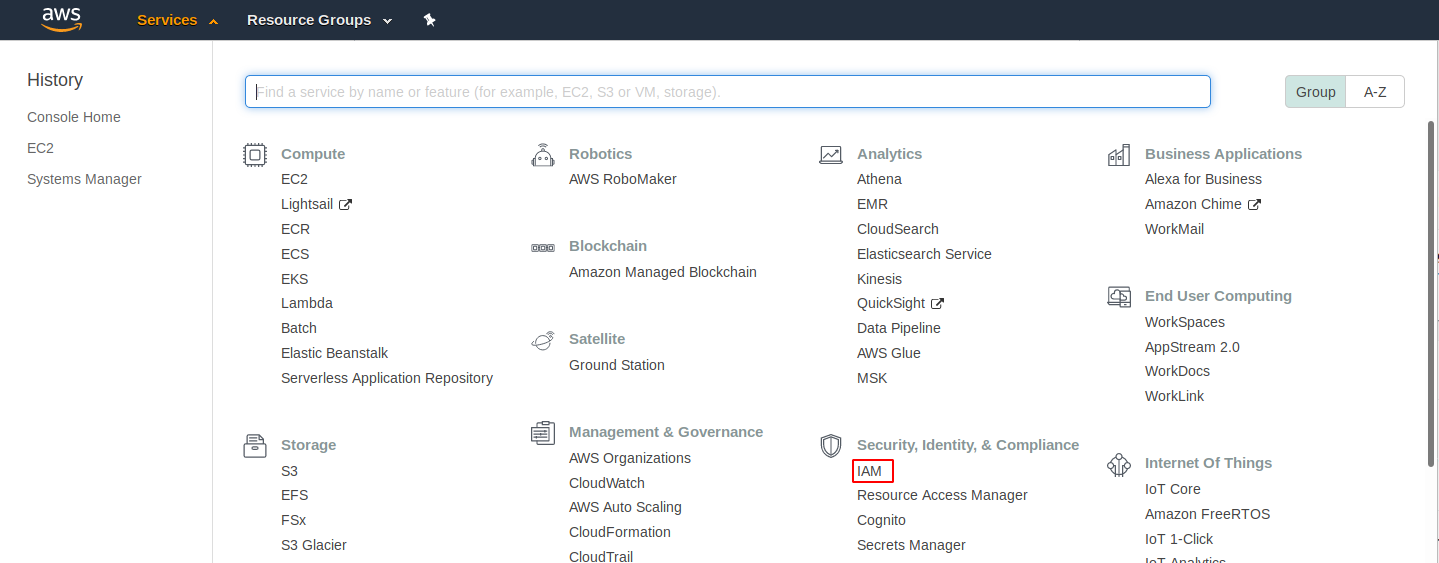 aws
Services
Resource Groups
History
Console Home
EC2
Systems Manager
Find a service by name or feature (for example, EC2, S3 or VM, storage).
Group
A-Z
Compute
EC2
Lightsail
ECR
ECS
EKS
Lambda
Batch
Elastic Beanstalk
Serverless Application Repository
Storage
S3
EFS
FSx
S3 Glacier
Robotics
AWS RoboMaker
Blockchain
Amazon Managed Blockchain
Satellite
Ground Station
Management & Governance
AWS Organizations
CloudWatch
AWS Auto Scaling
CloudFormation
CloudTrail
Analytics
Athena
EMR
CloudSearch
Elasticsearch Service
Kinesis
QuickSight
Data Pipeline
AWS Glue
MSK
Security, Identity, & Compliance
IAM
Resource Access Manager
Cognito
Secrets Manager
Business Applications
Alexa for Business
Amazon Chime
WorkMail
End User Computing
WorkSpaces
AppStream 2.0
WorkDocs
WorkLink
Internet Of Things
IoT Core
Amazon FreeRTOS
IoT 1-Click
IoT Analytics